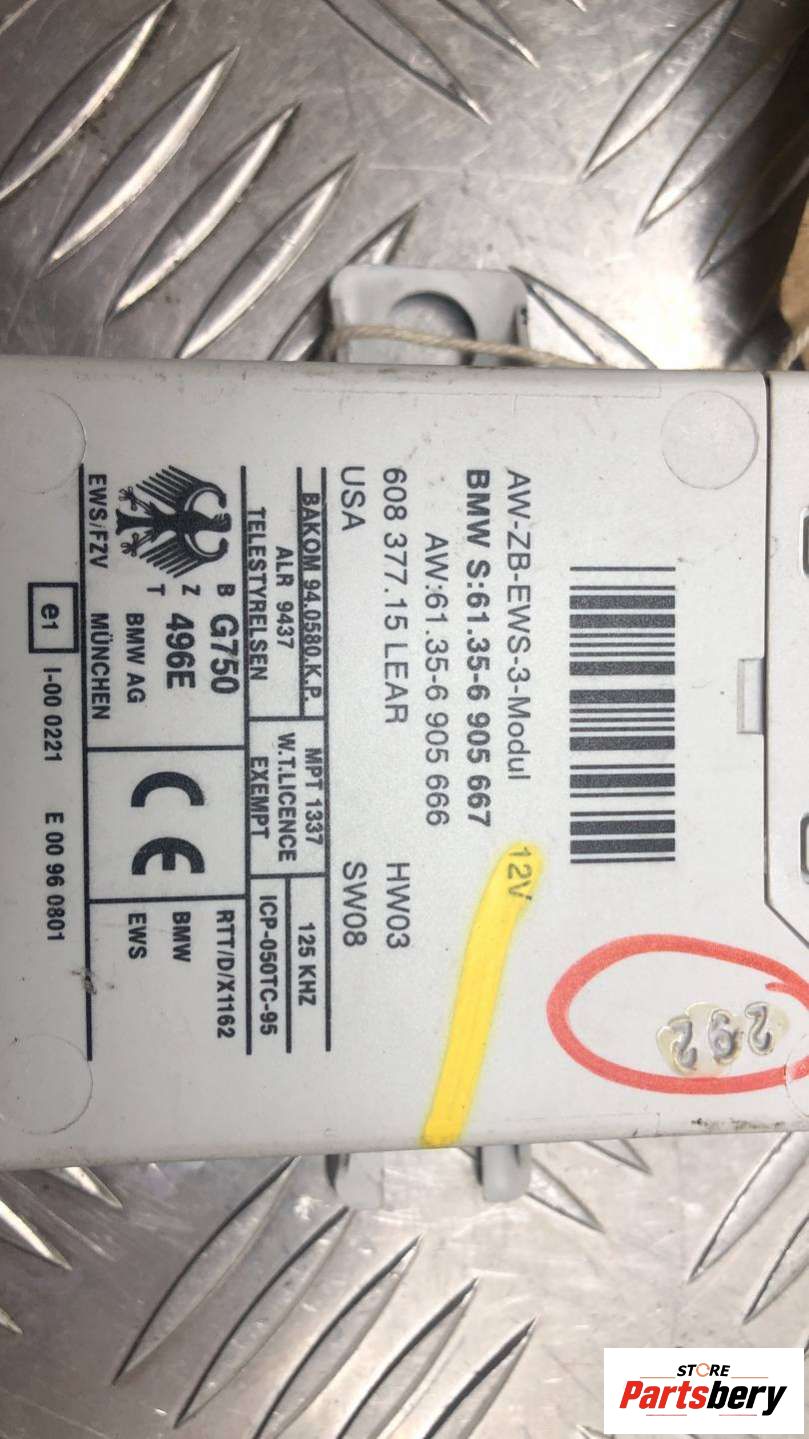 292
AW-ZB-EWS-3-Modul 12V
BMW S:61.35-6 905 667
AW:61.35-6 905 666
608 377.15 LEAR HW03
USA SW08
BAKOM 94.0580.K.P. MPT 1337 125 KHZ
ALR 9437 W.T.LICENCE ICP-050TC-95
TELESTYRELSEN EXEMPT
B G750 RTT/D/X1162
Z 496E CE BMW
T BMW AG EWS
EWS/FZV MÜNCHEN
e1 I-00 0221 E 00 96 0801
STORE
Partsbery